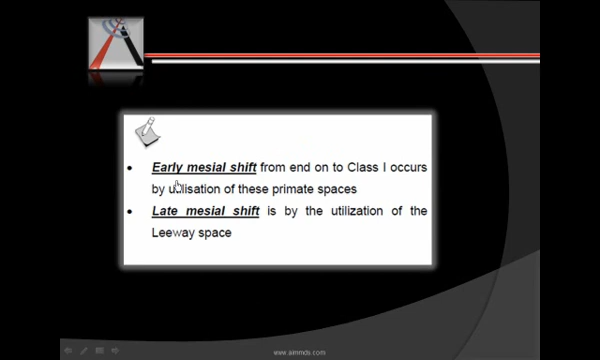 • Early mesial shift from end on to Class I occurs
by utilisation of these primate spaces
• Late mesial shift is by the utilization of the
Leeway space
www.aimmds.com